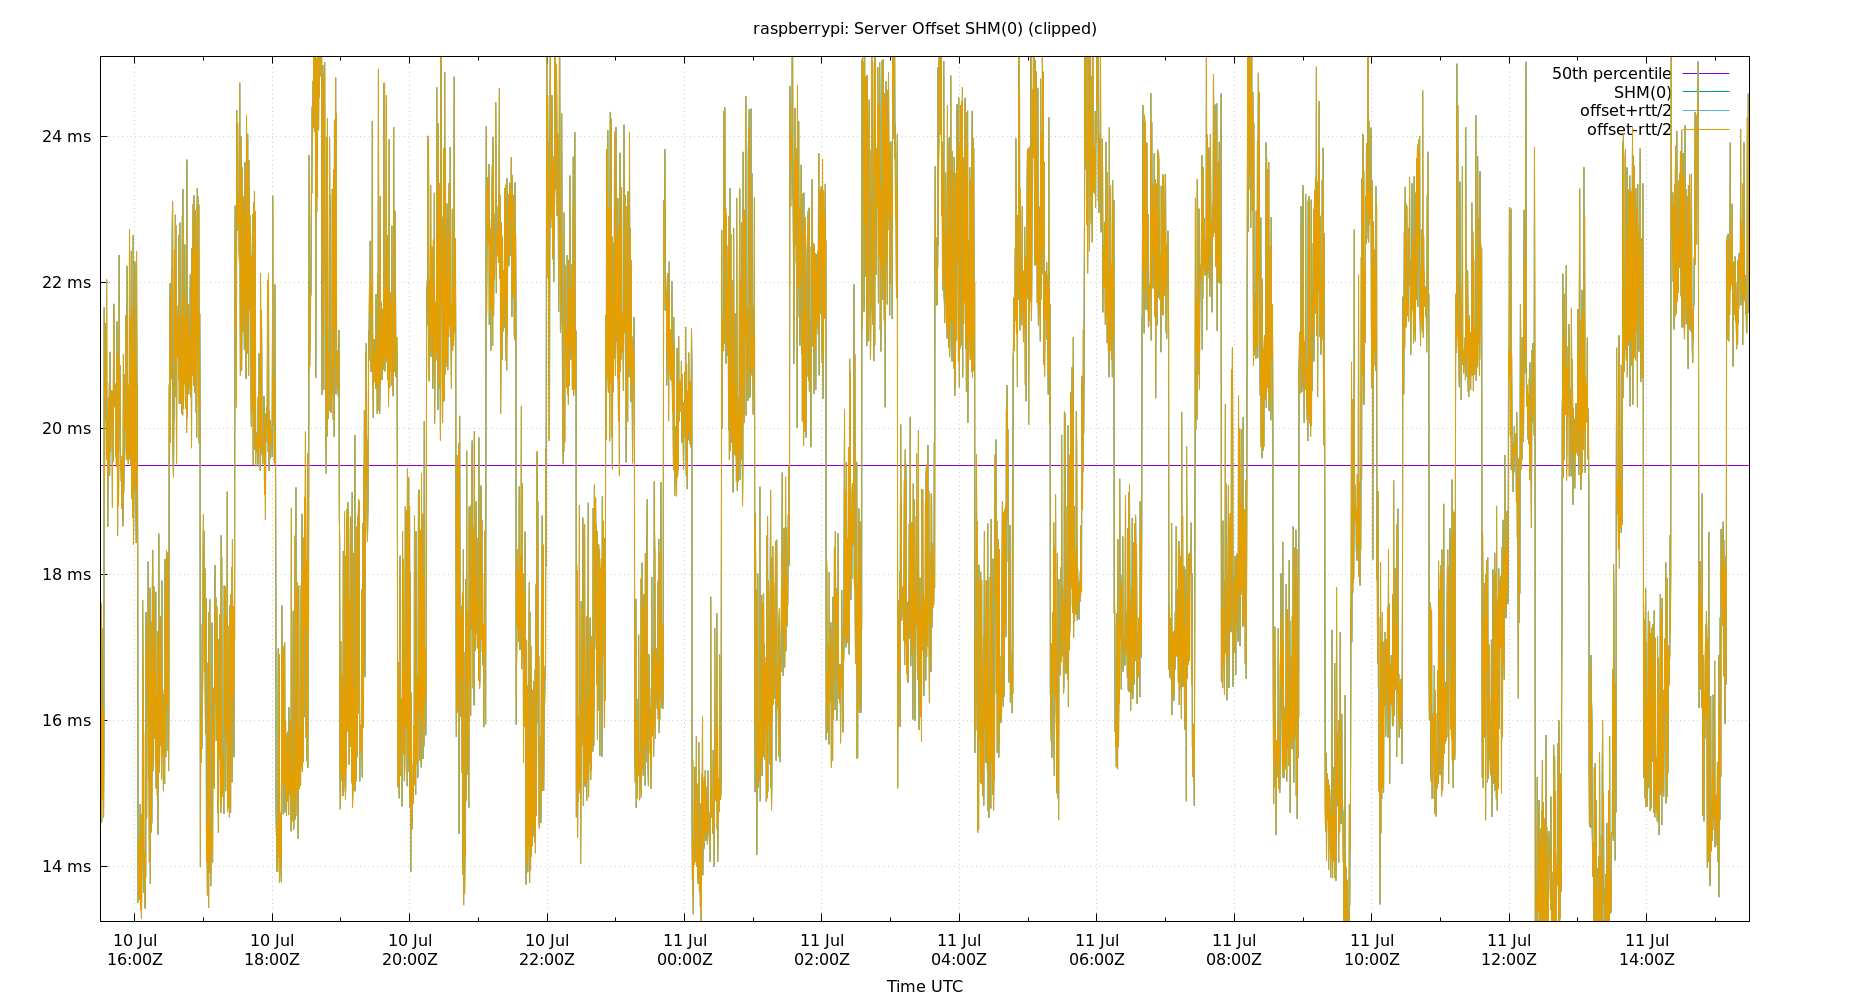 raspberrypi: Server Offset SHM(0) (clipped)
50th percentile
SHM(0)
offset+rtt/2
offset-rtt/2
24 ms
22 ms
20 ms
18 ms
16 ms
14 ms
10 Jul 10 Jul 10 Jul 10 Jul 11 Jul 11 Jul 11 Jul 11 Jul 11 Jul 11 Jul 11 Jul 11 Jul
16:00Z 18:00Z 20:00Z 22:00Z 00:00Z 02:00Z 04:00Z 06:00Z 08:00Z 10:00Z 12:00Z 14:00Z
Time UTC